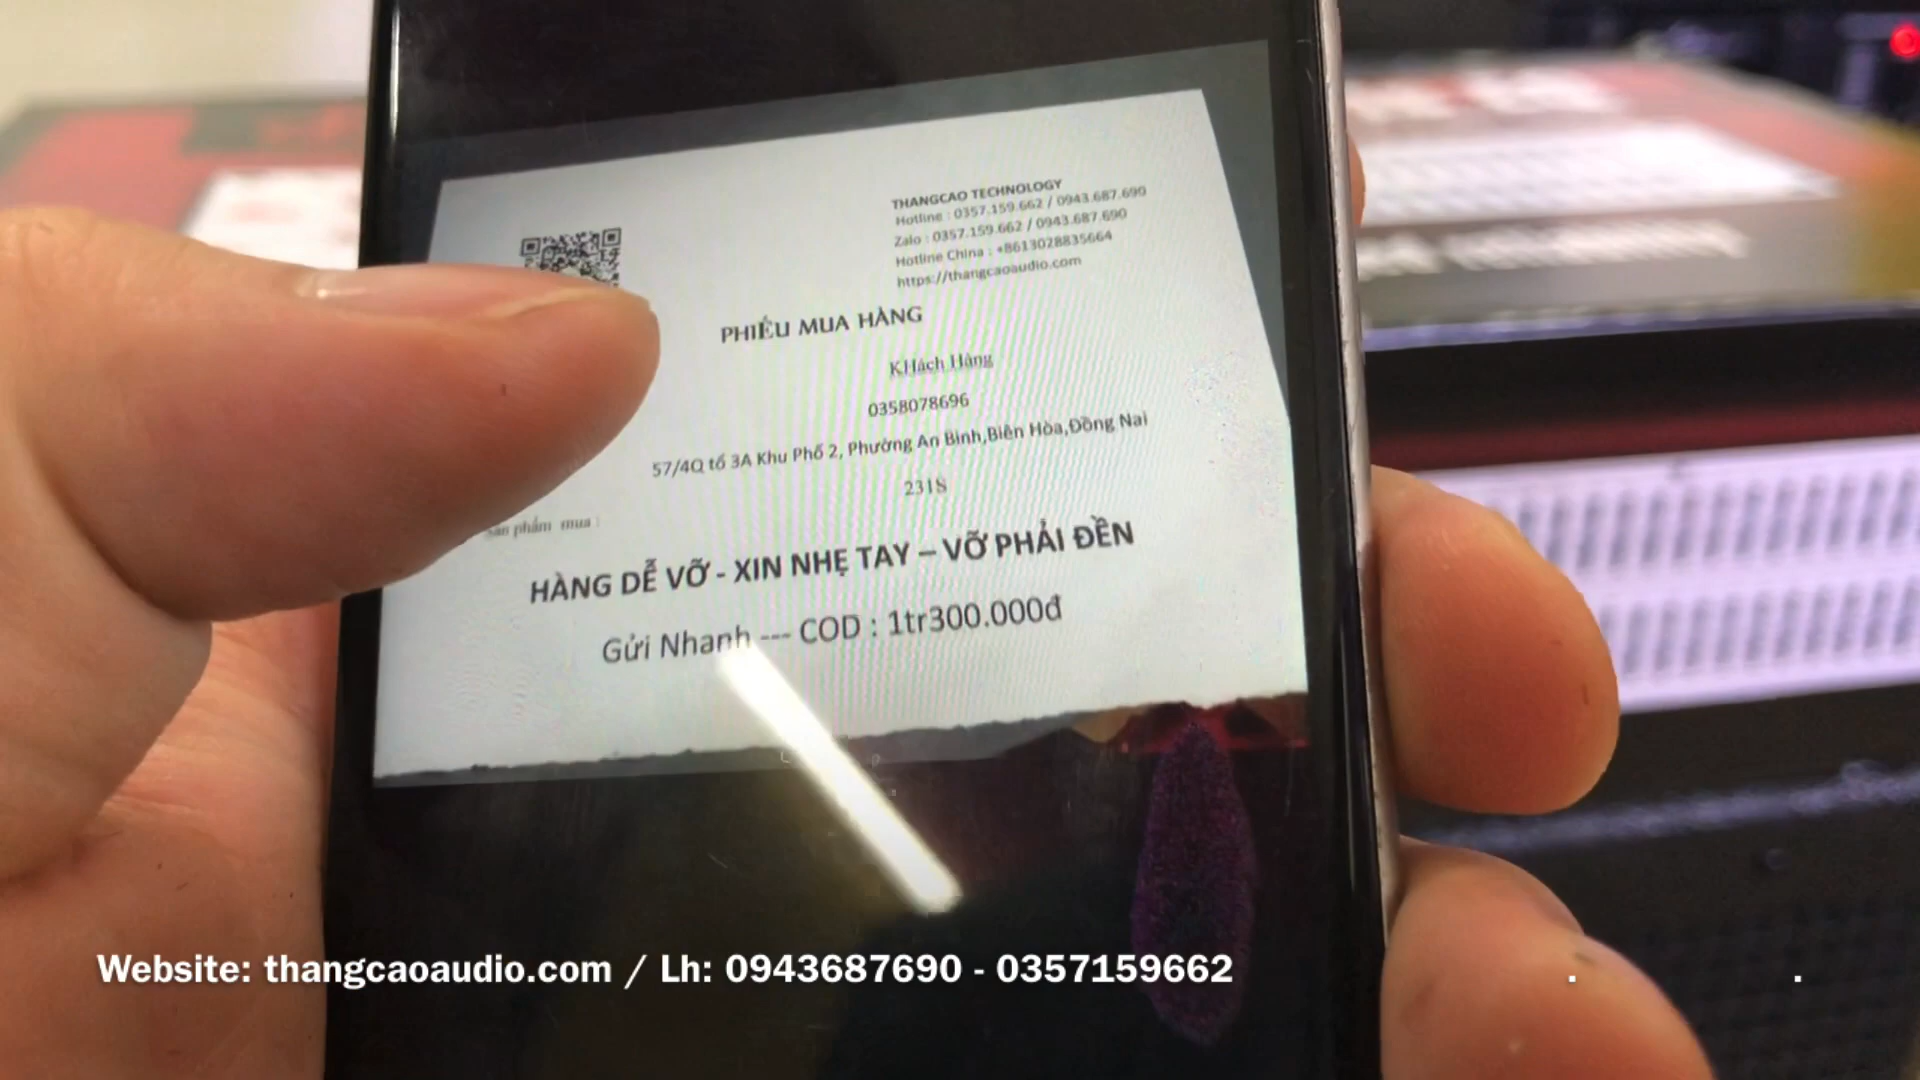 THANGCAO TECHNOLOGY
Hotline : 0357.159.662 / 0943.687.690
Zalo : 0357.159.662 / 0943.687.690
Hotline China : +8613028835664
https://thangcaoaudio.com
PHIẾU MUA HÀNG
KHách Hàng
0358078696
57/4Q tổ 3A Khu Phố 2, Phường An Bình,Biên Hòa,Đồng Nai
231S
phẩm mua :
HÀNG DỄ VỠ - XIN NHẸ TAY – VỠ PHẢI ĐỀN
Gửi Nhanh --- COD : 1tr300.000đ
Website: thangcaoaudio.com / Lh: 0943687690 - 0357159662